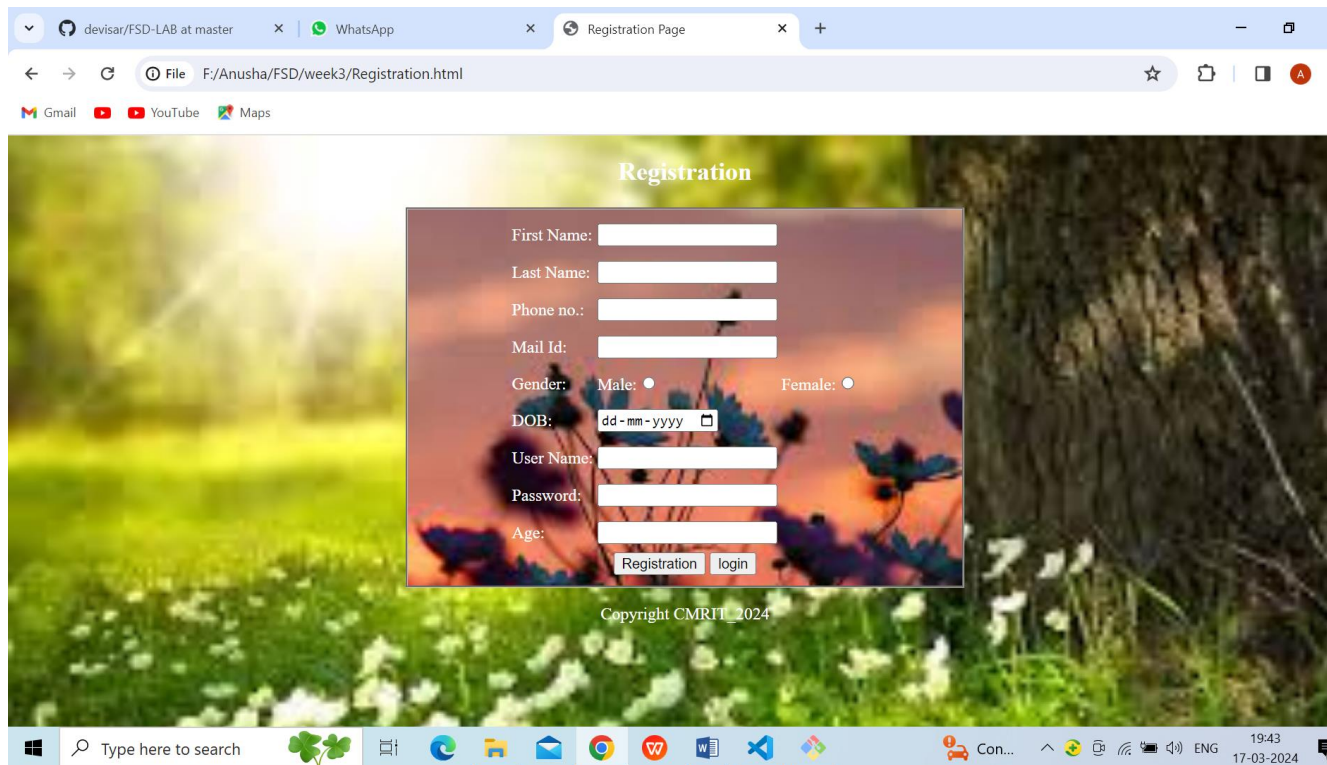 devisar/FSD-LAB at master WhatsApp Registration Page
File F:/Anusha/FSD/week3/Registration.html A
Gmail YouTube Maps
Registration
First Name:
Last Name:
Phone no.:
Mail Id:
Gender: Male: Female:
DOB: dd-mm-yyyy
User Name:
Password:
Age:
Registration login
Copyright CMRIT_2024
Type here to search W Con... ENG 19:43
17-03-2024